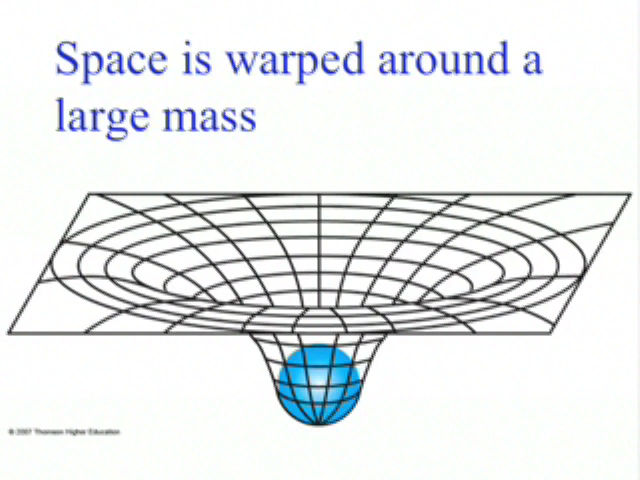 Space is warped around a
large mass
© 2007 Thomson Higher Education